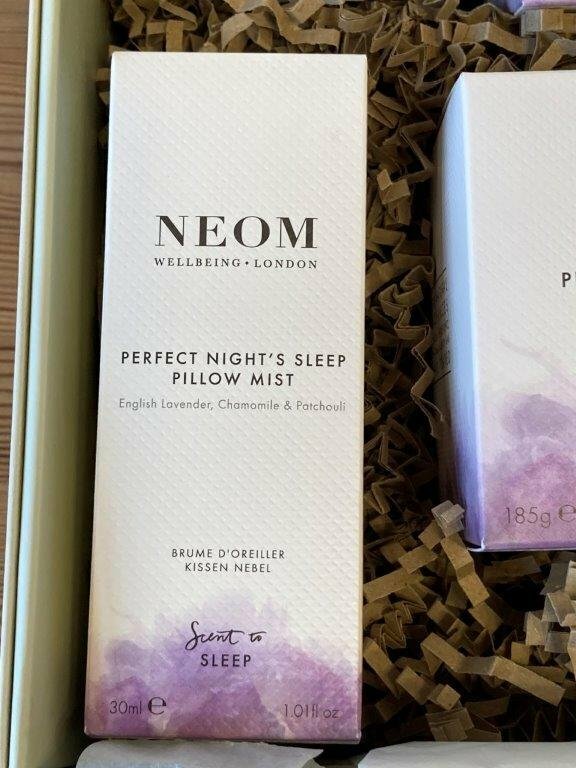 NEOM
WELLBEING • LONDON
PERFECT NIGHT'S SLEEP
PILLOW MIST
English Lavender, Chamomile & Patchouli
BRUME D'OREILLER
KISSEN NEBEL
Scent to
SLEEP
30ml ℮
1.01fl oz
P
185g ℮